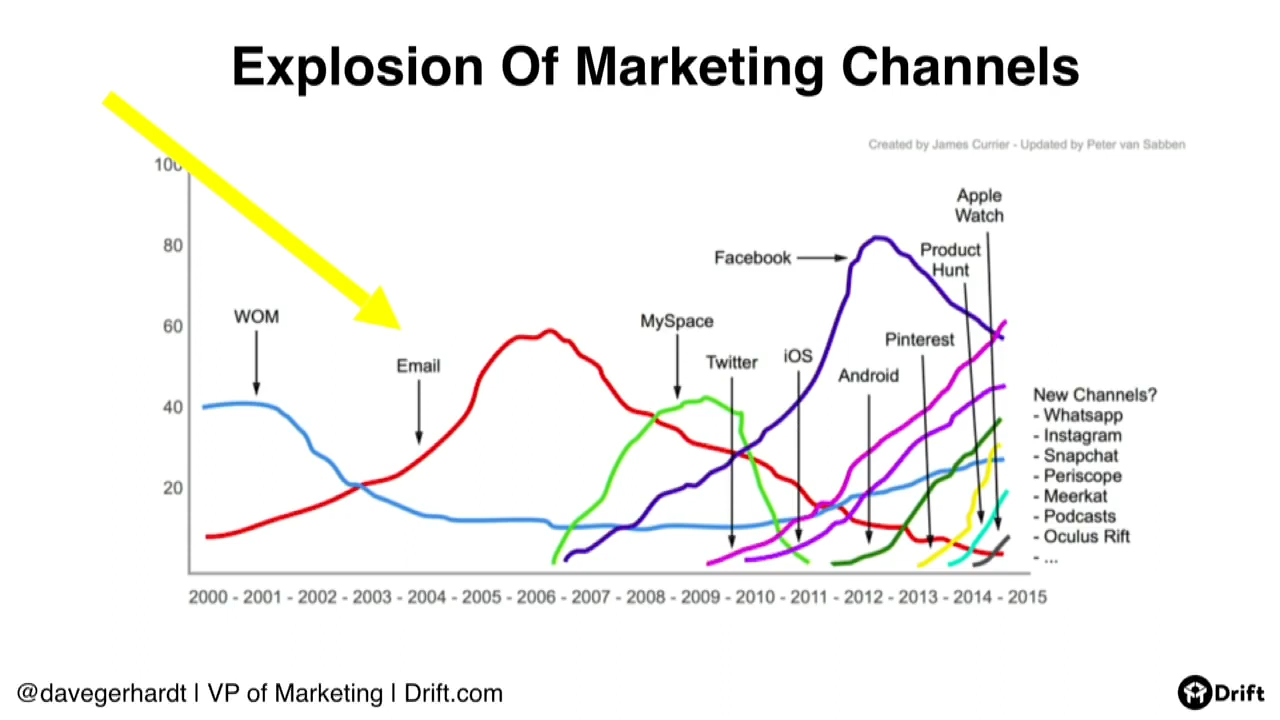 Explosion Of Marketing Channels
Created by James Currier - Updated by Peter van Sabben
100
80
60
40
20
WOM
Email
MySpace
Twitter
iOS
Facebook
Android
Pinterest
Product
Hunt
Apple
Watch
New Channels?
- Whatsapp
- Instagram
- Snapchat
- Periscope
- Meerkat
- Podcasts
- Oculus Rift
- ...
2000 - 2001 - 2002 - 2003 - 2004 - 2005 - 2006 - 2007 - 2008 - 2009 - 2010 - 2011 - 2012 - 2013 - 2014 - 2015
@davegerhardt | VP of Marketing | Drift.com
Drift